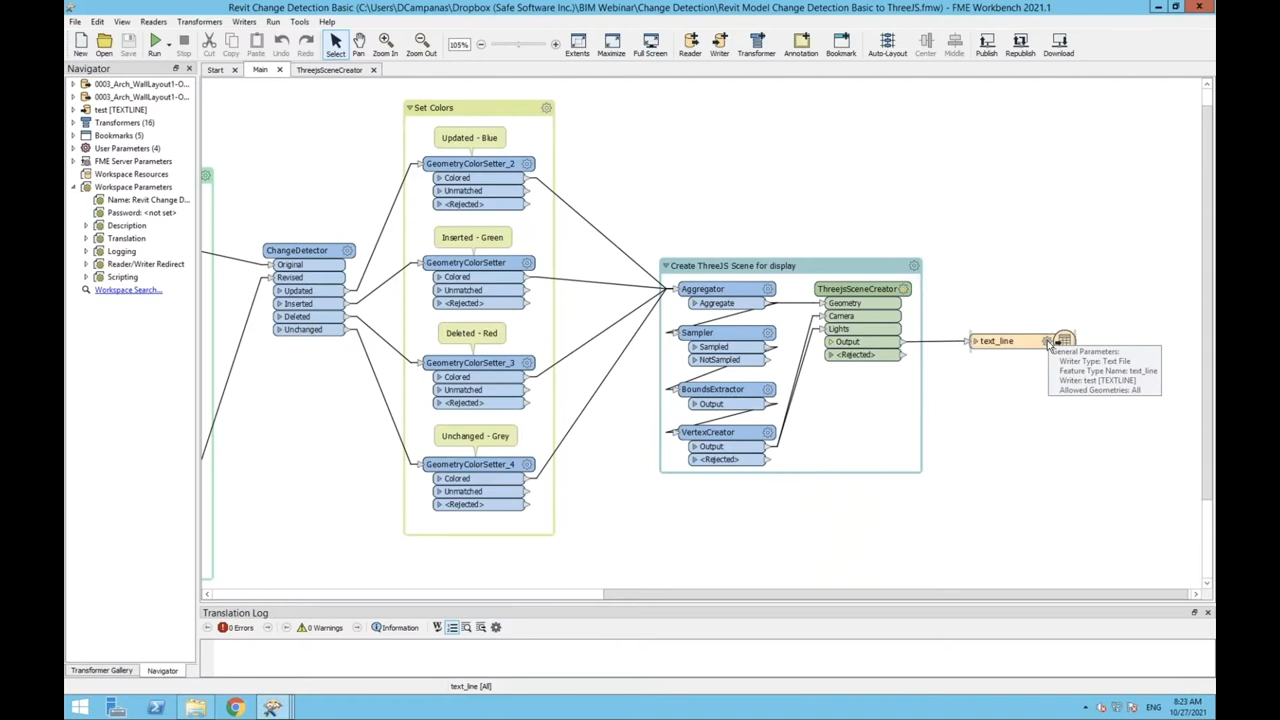 Revit Change Detection Basic (C:\Users\DCampanas\Dropbox (Safe Software Inc.)\BIM Webinar\Change Detection\Revit Model Change Detection Basic to ThreeJS.fmw) - FME Workbench 2021.1
File Edit View Readers Transformers Writers Run Tools Help
New Open Save Run Stop Cut Copy Paste Undo Redo Select Pan Zoom In Zoom Out 105% Extents Maximize Full Screen Reader Writer Transformer Annotation Bookmark Auto-Layout Center Minimize Publish Republish Download
Navigator
Start Main ThreejsSceneCreator
0003_Arch_WallLayout1-O...
0003_Arch_WallLayout1-O...
test [TEXTLINE]
Transformers (16)
Bookmarks (5)
User Parameters (4)
FME Server Parameters
Workspace Resources
Workspace Parameters
Name: Revit Change D...
Password: <not set>
Description
Translation
Logging
Reader/Writer Redirect
Scripting
Workspace Search...
Transformer Gallery Navigator
ChangeDetector
Original
Revised
Updated
Inserted
Deleted
Unchanged
Set Colors
Updated - Blue
GeometryColorSetter_2
Colored
Unmatched
<Rejected>
Inserted - Green
GeometryColorSetter
Colored
Unmatched
<Rejected>
Deleted - Red
GeometryColorSetter_3
Colored
Unmatched
<Rejected>
Unchanged - Grey
GeometryColorSetter_4
Colored
Unmatched
<Rejected>
Create ThreeJS Scene for display
Aggregator
Aggregate
Sampler
Sampled
NotSampled
BoundsExtractor
Output
VertexCreator
Output
<Rejected>
ThreejsSceneCreator
Geometry
Camera
Lights
Output
<Rejected>
text_line
General Parameters:
Writer Type: Text File
Feature Type Name: text_line
Writer: test [TEXTLINE]
Allowed Geometries: All
Translation Log
0 Errors 0 Warnings Information
text_line [All]
ENG
8:23 AM
10/27/2021